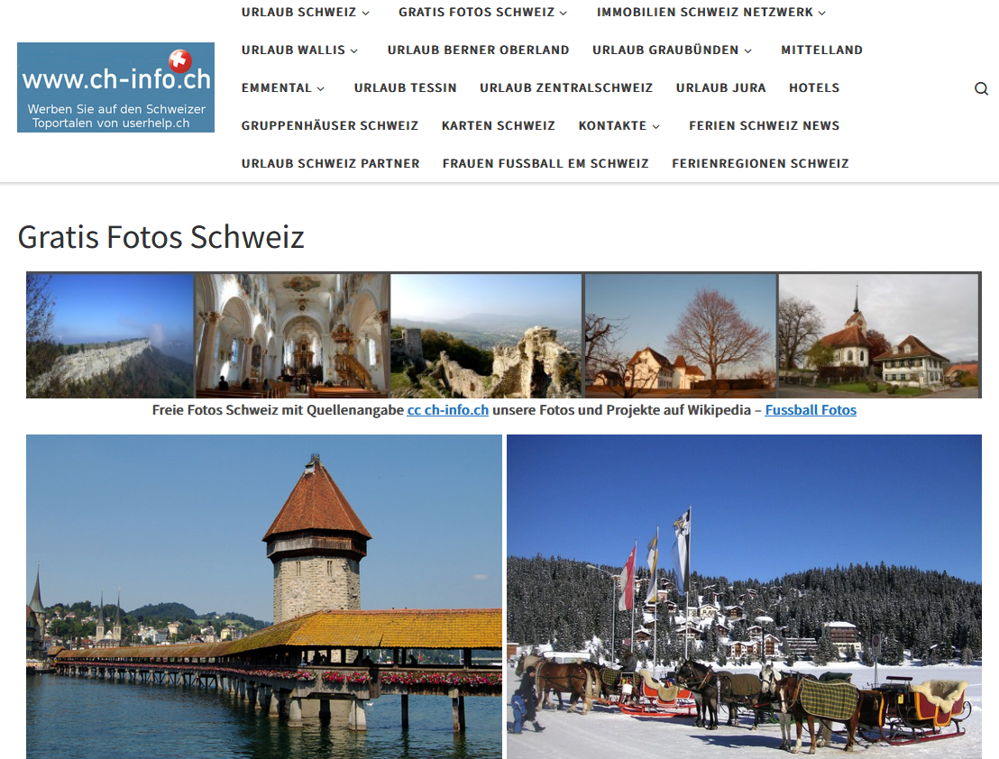 URLAUB SCHWEIZ GRATIS FOTOS SCHWEIZ IMMOBILIEN SCHWEIZ NETZWERK
URLAUB WALLIS URLAUB BERNER OBERLAND URLAUB GRAUBÜNDEN MITTELLAND
www.ch-info.ch
Werben Sie auf den Schweizer
Toportalen von userhelp.ch
EMMENTAL URLAUB TESSIN URLAUB ZENTRALSCHWEIZ URLAUB JURA HOTELS
GRUPPENHÄUSER SCHWEIZ KARTEN SCHWEIZ KONTAKTE FERIEN SCHWEIZ NEWS
URLAUB SCHWEIZ PARTNER FRAUEN FUSSBALL EM SCHWEIZ FERIENREGIONEN SCHWEIZ
Gratis Fotos Schweiz
Freie Fotos Schweiz mit Quellenangabe cc ch-info.ch unsere Fotos und Projekte auf Wikipedia – Fussball Fotos